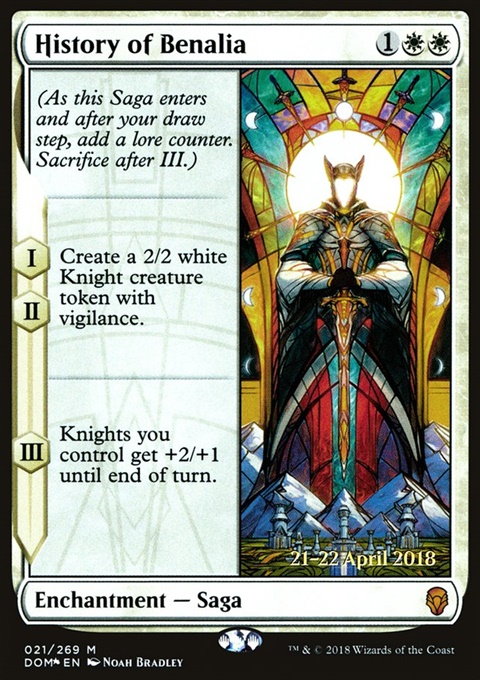 History of Benalia
1
(As this Saga enters
and after your draw
step, add a lore counter.
Sacrifice after III.)
I
Create a 2/2 white
Knight creature
II
token with
vigilance.
III
Knights you
control get +2/+1
until end of turn.
21–22 April 2018
Enchantment — Saga
021/269 M
DOM★EN Noah Bradley
™ & © 2018 Wizards of the Coast